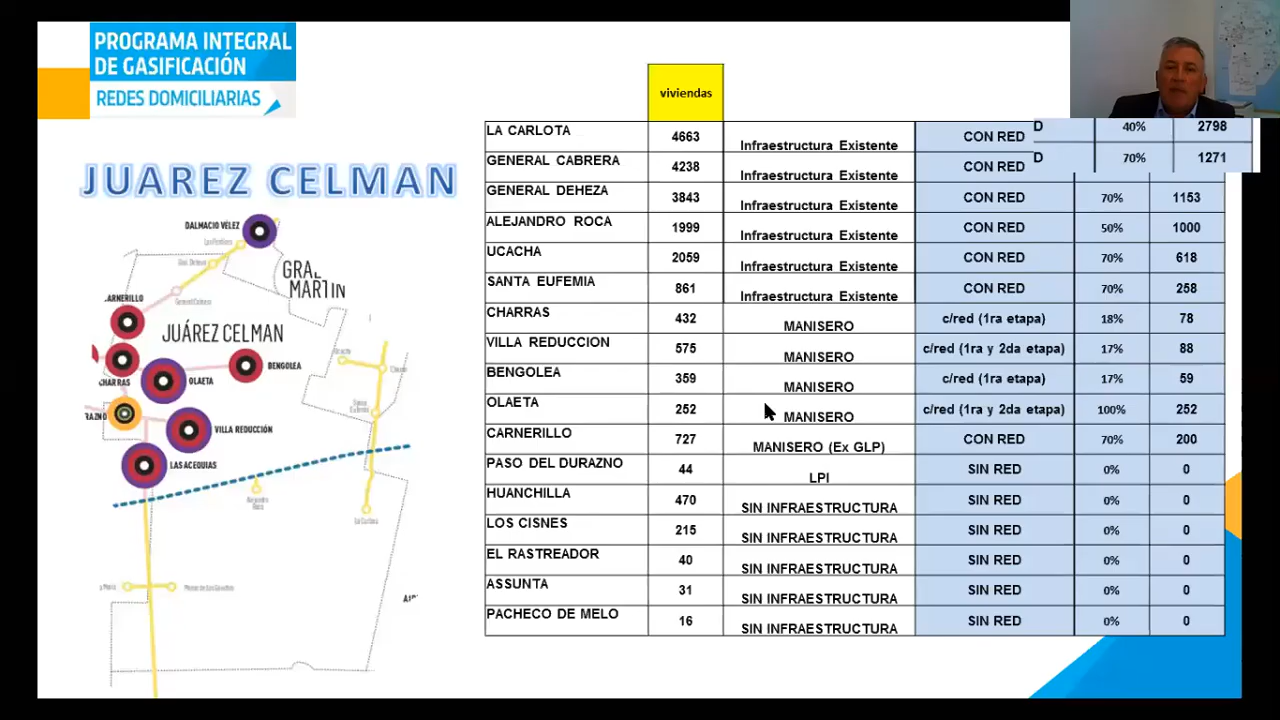 PROGRAMA INTEGRAL
DE GASIFICACIÓN
REDES DOMICILIARIAS
JUAREZ CELMAN
DALMACIO VÉLEZ
GRAL
MARTIN
JUÁREZ CELMAN
CARNERILLO
BENGOLEA
OLAETA
CHARRAS
RAZNO
VILLA REDUCCIÓN
LAS ACEQUIAS
viviendas
D 40% 2798
D 70% 1271
LA CARLOTA 4663 Infraestructura Existente CON RED
GENERAL CABRERA 4238 Infraestructura Existente CON RED
GENERAL DEHEZA 3843 Infraestructura Existente CON RED 70% 1153
ALEJANDRO ROCA 1999 Infraestructura Existente CON RED 50% 1000
UCACHA 2059 Infraestructura Existente CON RED 70% 618
SANTA EUFEMIA 861 Infraestructura Existente CON RED 70% 258
CHARRAS 432 MANISERO c/red (1ra etapa) 18% 78
VILLA REDUCCION 575 MANISERO c/red (1ra y 2da etapa) 17% 88
BENGOLEA 359 MANISERO c/red (1ra etapa) 17% 59
OLAETA 252 MANISERO c/red (1ra y 2da etapa) 100% 252
CARNERILLO 727 MANISERO (Ex GLP) CON RED 70% 200
PASO DEL DURAZNO 44 LPI SIN RED 0% 0
HUANCHILLA 470 SIN INFRAESTRUCTURA SIN RED 0% 0
LOS CISNES 215 SIN INFRAESTRUCTURA SIN RED 0% 0
EL RASTREADOR 40 SIN INFRAESTRUCTURA SIN RED 0% 0
ASSUNTA 31 SIN INFRAESTRUCTURA SIN RED 0% 0
PACHECO DE MELO 16 SIN INFRAESTRUCTURA SIN RED 0% 0